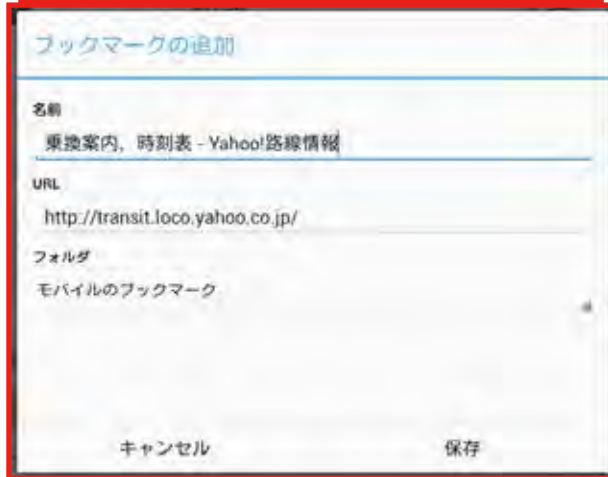 ブックマークの追加
名前
乗換案内、時刻表 - Yahoo!路線情報
URL
http://transit.loco.yahoo.co.jp/
フォルダ
モバイルのブックマーク
キャンセル 保存